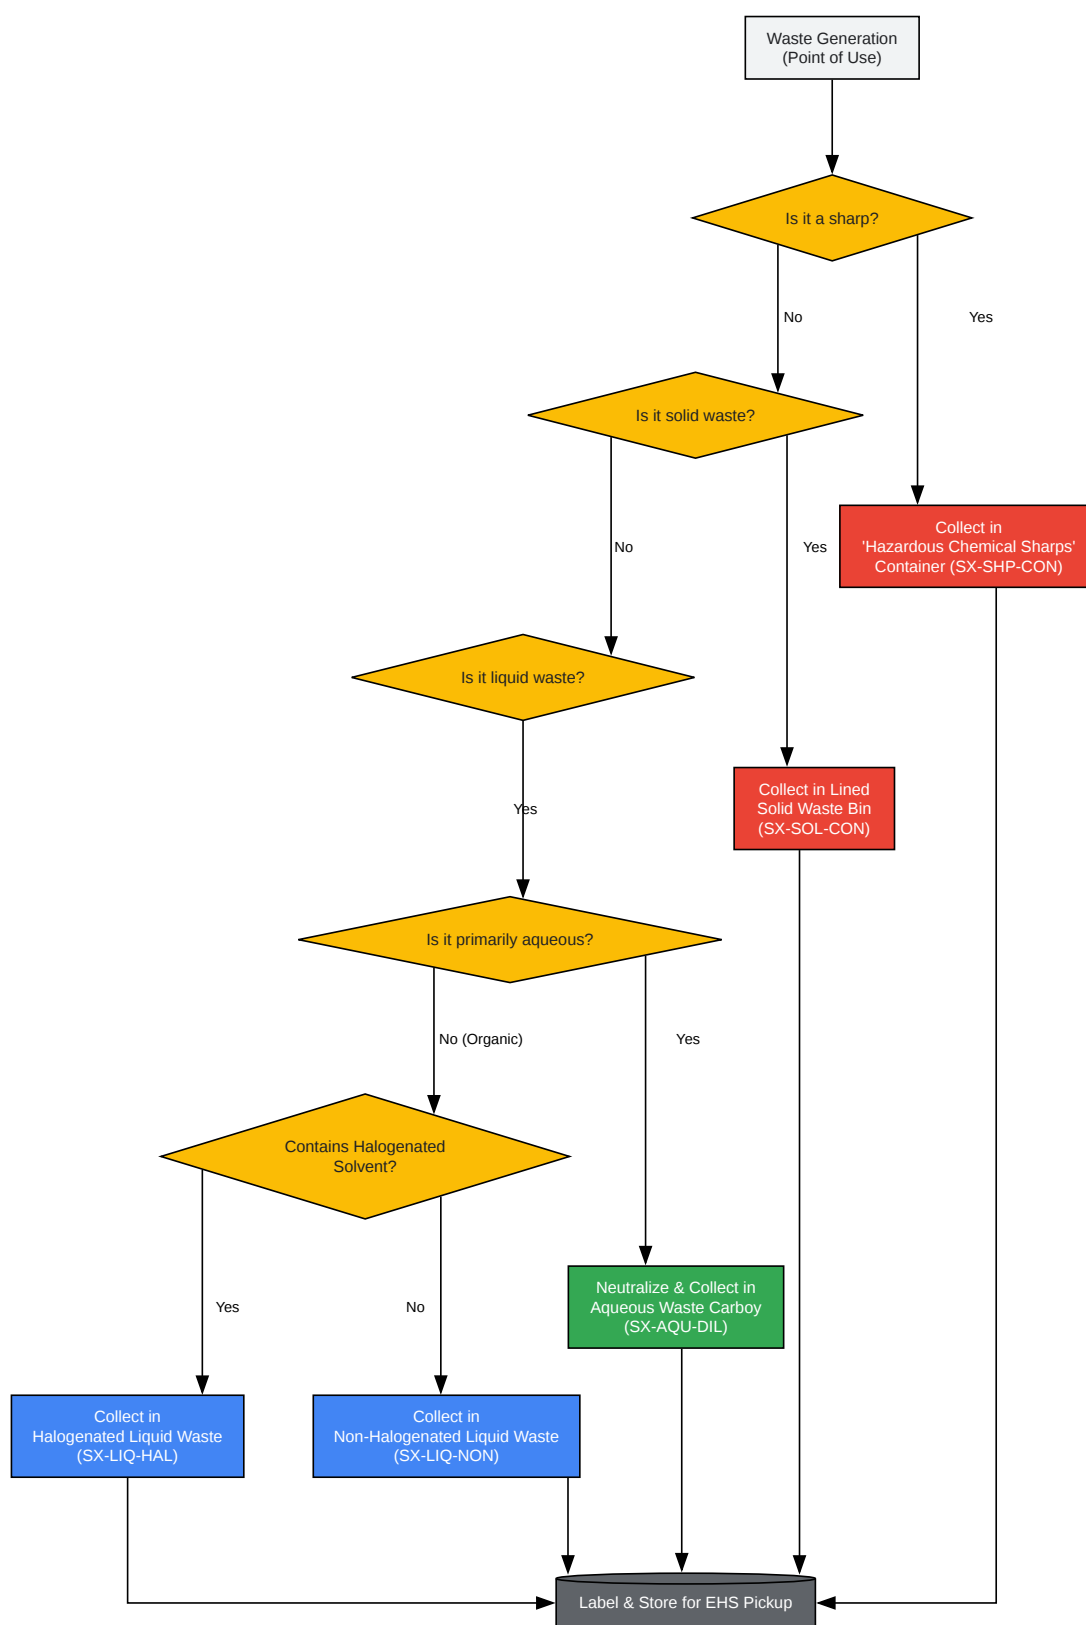 Waste Generation
(Point of Use)
Is it a sharp?
No
Yes
Is it solid waste?
No
Yes
Collect in
'Hazardous Chemical Sharps'
Container (SX-SHP-CON)
Is it liquid waste?
Yes
Collect in Lined
Solid Waste Bin
(SX-SOL-CON)
Is it primarily aqueous?
No (Organic)
Yes
Contains Halogenated
Solvent?
Yes
No
Neutralize & Collect in
Aqueous Waste Carboy
(SX-AQU-DIL)
Collect in
Halogenated Liquid Waste
(SX-LIQ-HAL)
Collect in
Non-Halogenated Liquid Waste
(SX-LIQ-NON)
Label & Store for EHS Pickup